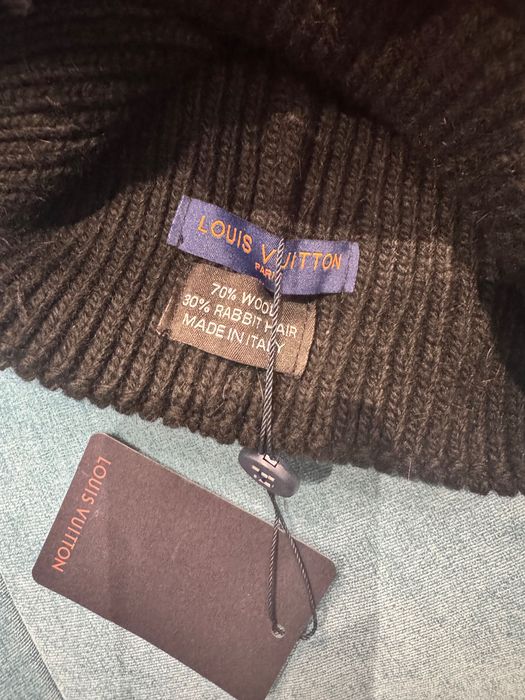 LOUIS VUITTON
PARIS
70% WOOL
30% RABBIT HAIR
MADE IN ITALY
LOUIS VUITTON